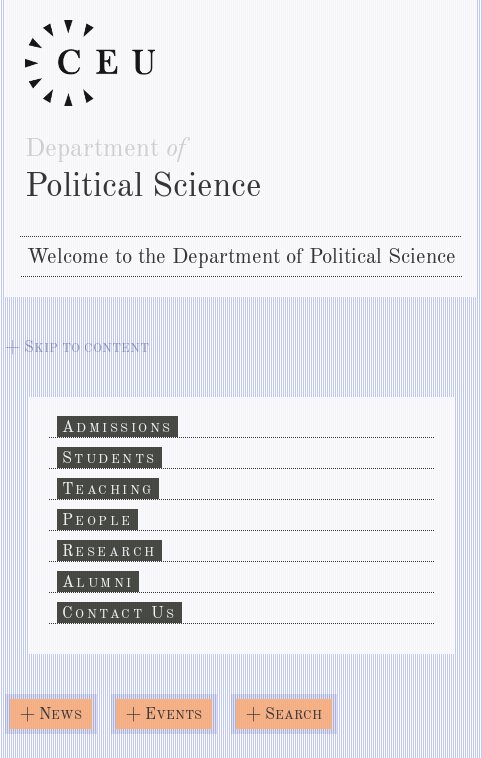 CEU
Department of
Political Science
Welcome to the Department of Political Science
+ Skip to content
Admissions
Students
Teaching
People
Research
Alumni
Contact Us
+ News + Events + Search